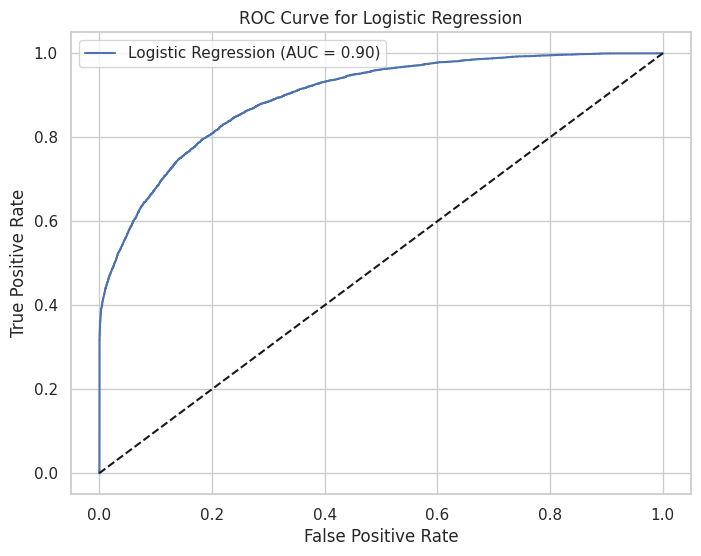 ROC Curve for Logistic Regression
Logistic Regression (AUC = 0.90)
True Positive Rate
1.0
0.8
0.6
0.4
0.2
0.0
0.0 0.2 0.4 0.6 0.8 1.0
False Positive Rate